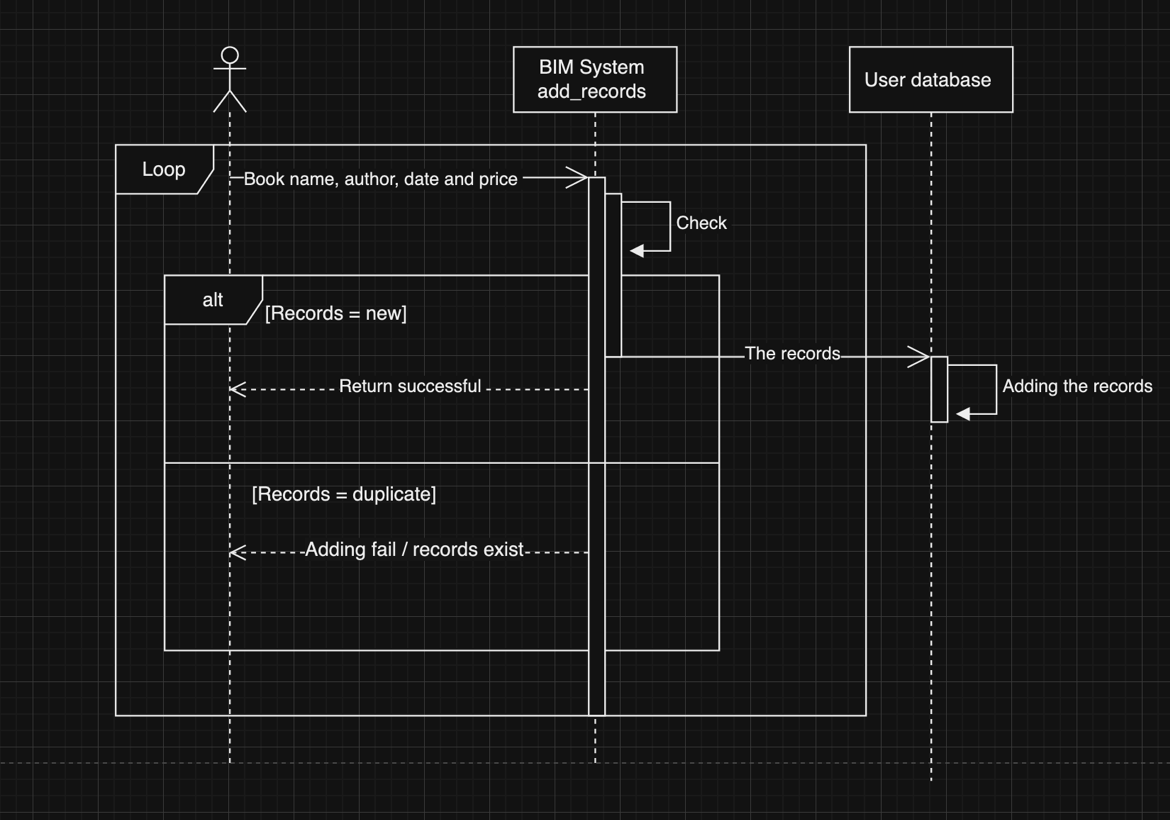 BIM System
add_records
User database
Loop
Book name, author, date and price
Check
alt
[Records = new]
The records
Return successful
Adding the records
[Records = duplicate]
Adding fail / records exist